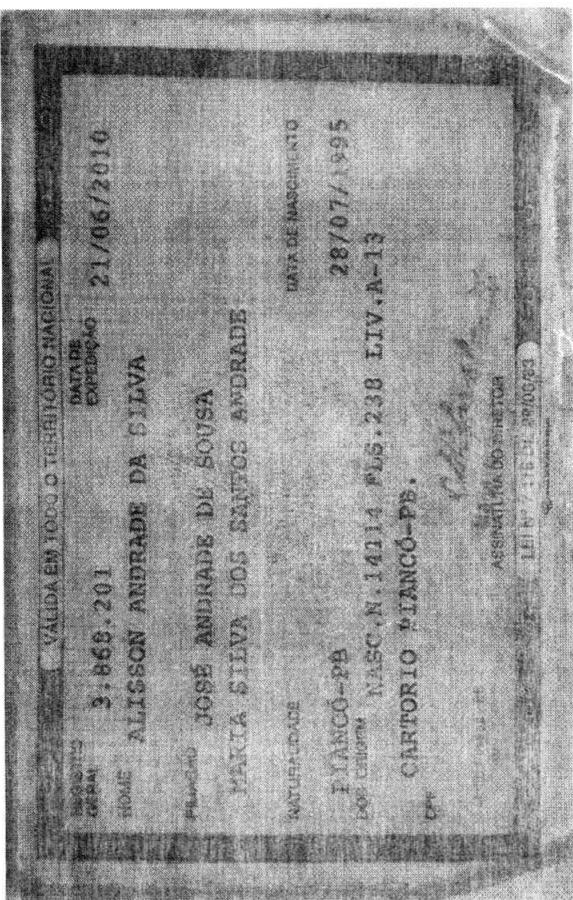 VÁLIDA EM TODO O TERRITÓRIO NACIONAL
REGISTRO GERAL 3.868.201 DATA DE EXPEDIÇÃO 21/06/2010
NOME
ALISSON ANDRADE DA SILVA
FILIAÇÃO
JOSÉ ANDRADE DE SOUSA
MARIA SILVA DOS SANTOS ANDRADE
NATURALIDADE DATA DE NASCIMENTO
PIANCÓ-PB 28/07/1995
DOC ORIGEM NASC.N.14114 FLS.238 LIV.A-13
CARTORIO PIANCÓ-PB.
CPF
ASSINATURA DO DIRETOR
LEI Nº 7.116 DE 29/08/83